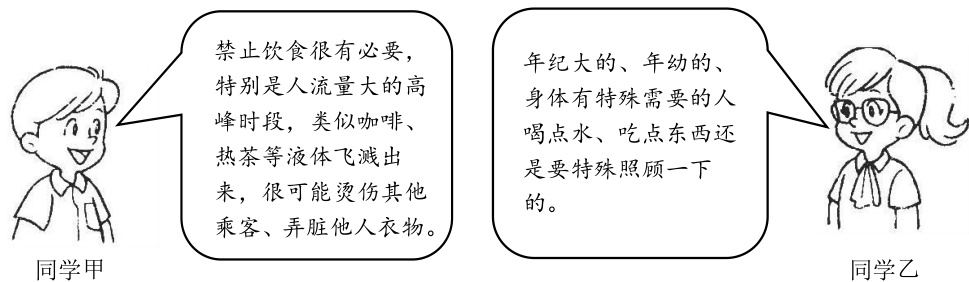 禁止饮食很有必要，
特别是人流量大的高
峰时段，类似咖啡、
热茶等液体飞溅出
来，很可能烫伤其他
乘客、弄脏他人衣物。
同学甲
年纪大的、年幼的、
身体有特殊需要的人
喝点水、吃点东西还
是要特殊照顾一下
的。
同学乙